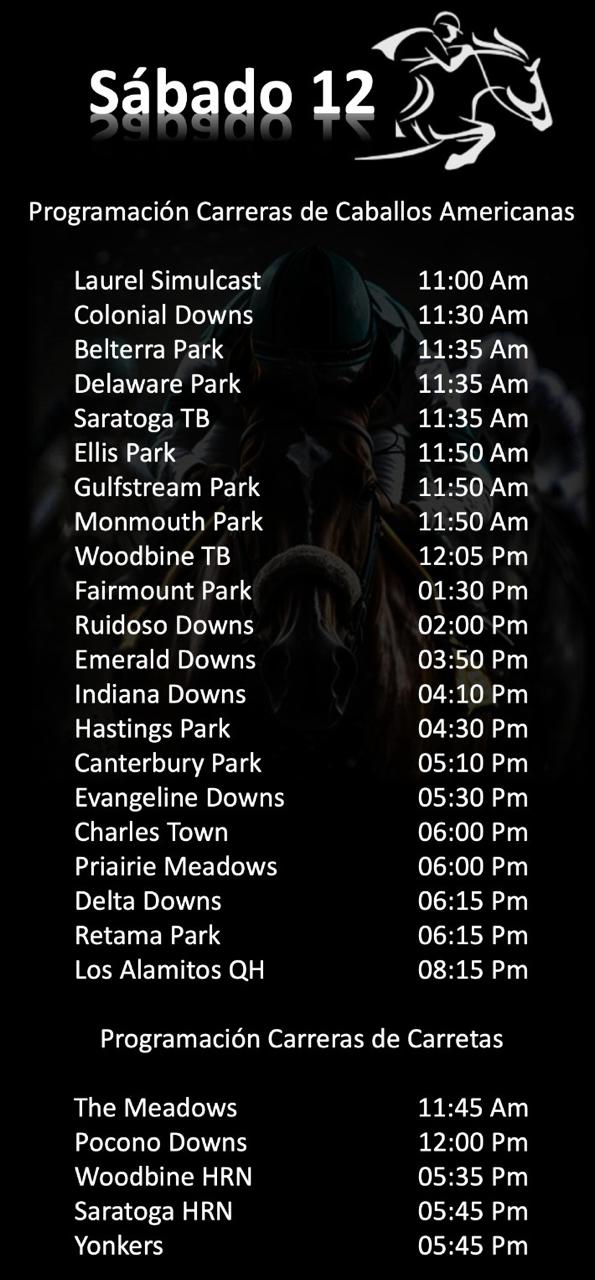 Sábado 12
Programación Carreras de Caballos Americanas
Laurel Simulcast 11:00 Am
Colonial Downs 11:30 Am
Belterra Park 11:35 Am
Delaware Park 11:35 Am
Saratoga TB 11:35 Am
Ellis Park 11:50 Am
Gulfstream Park 11:50 Am
Monmouth Park 11:50 Am
Woodbine TB 12:05 Pm
Fairmount Park 01:30 Pm
Ruidoso Downs 02:00 Pm
Emerald Downs 03:50 Pm
Indiana Downs 04:10 Pm
Hastings Park 04:30 Pm
Canterbury Park 05:10 Pm
Evangeline Downs 05:30 Pm
Charles Town 06:00 Pm
Priairie Meadows 06:00 Pm
Delta Downs 06:15 Pm
Retama Park 06:15 Pm
Los Alamitos QH 08:15 Pm
Programación Carreras de Carretas
The Meadows 11:45 Am
Pocono Downs 12:00 Pm
Woodbine HRN 05:35 Pm
Saratoga HRN 05:45 Pm
Yonkers 05:45 Pm